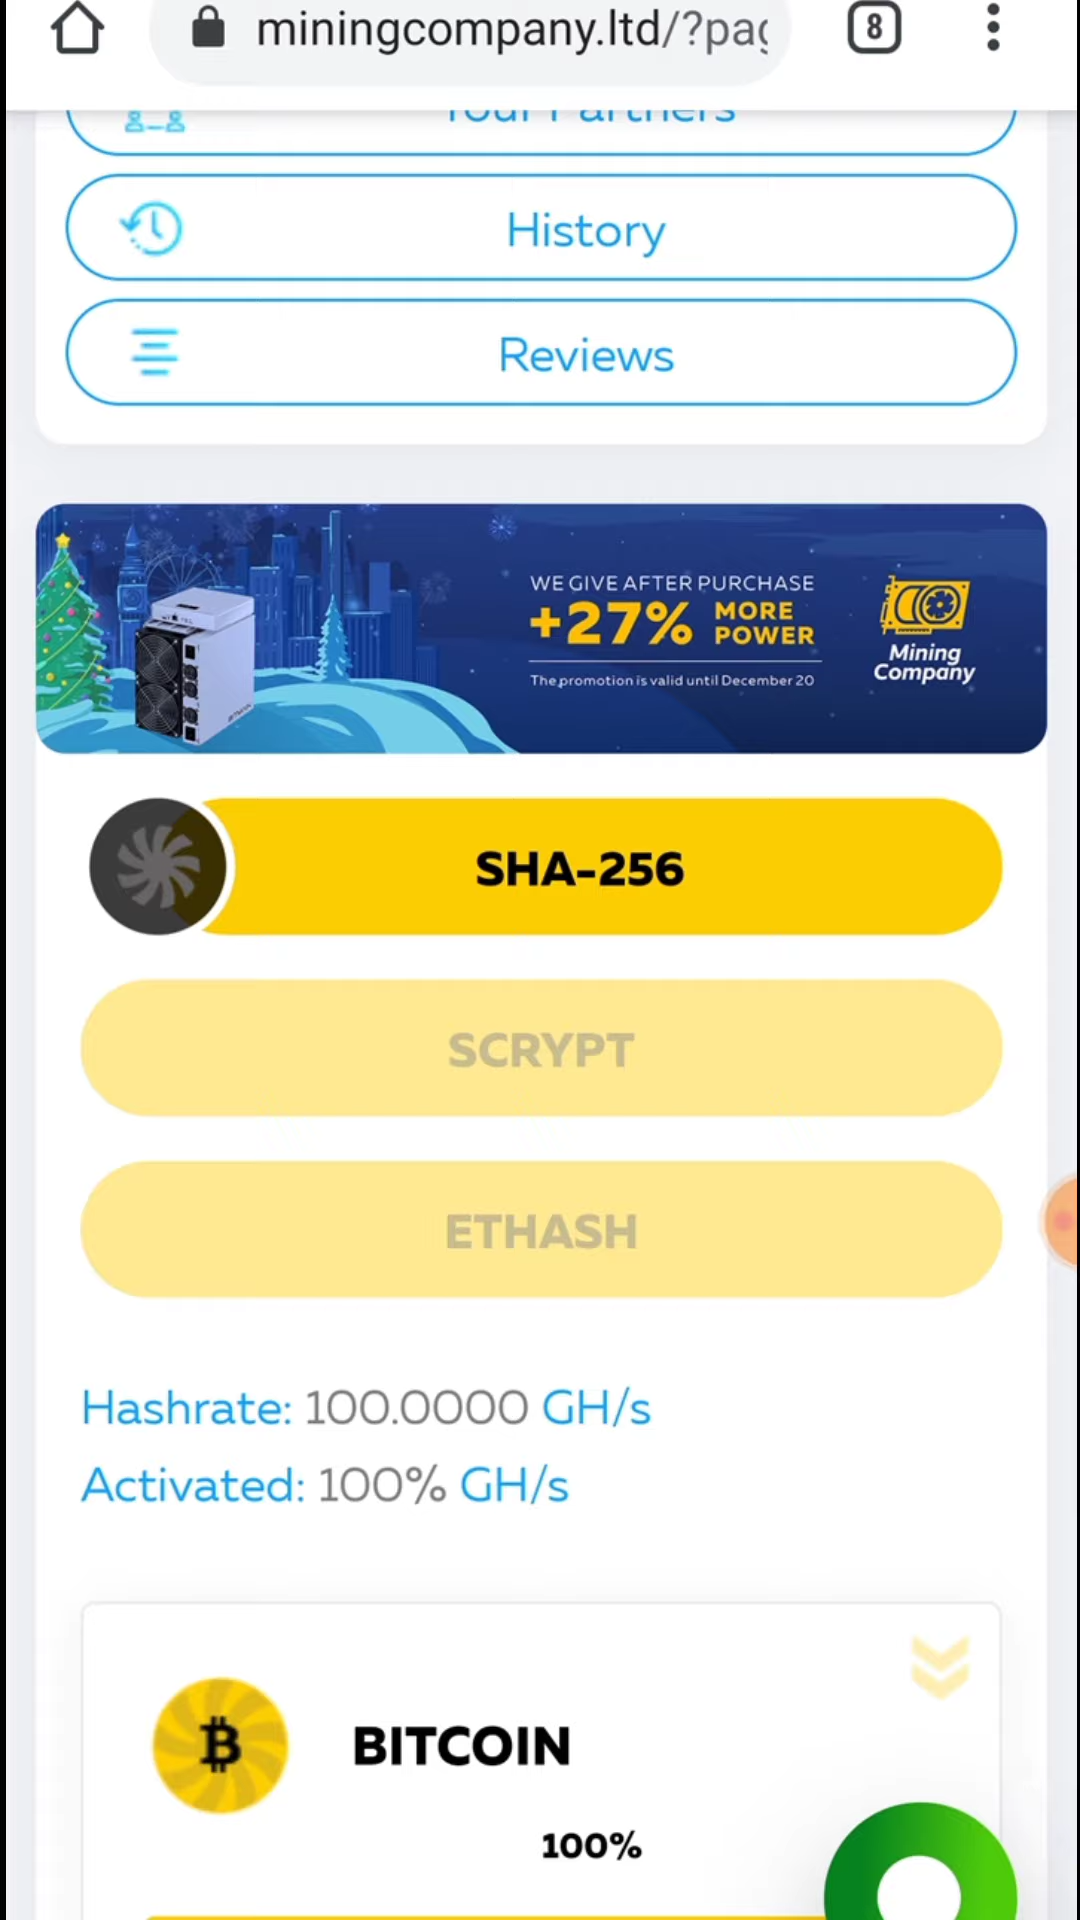 miningcompany.ltd/?pag
8
Your Partners
History
Reviews
WE GIVE AFTER PURCHASE
+27% MORE POWER
The promotion is valid until December 20
Mining
Company
SHA-256
SCRYPT
ETHASH
Hashrate: 100.0000 GH/s
Activated: 100% GH/s
BITCOIN
100%